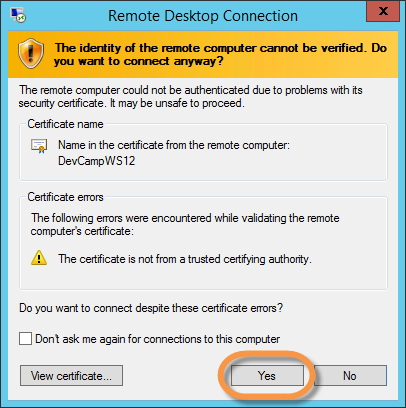 Remote Desktop Connection
x
The identity of the remote computer cannot be verified. Do
you want to connect anyway?
The remote computer could not be authenticated due to problems with its
security certificate. It may be unsafe to proceed.
Certificate name
Name in the certificate from the remote computer:
DevCampWS12
Certificate errors
The following errors were encountered while validating the remote
computer's certificate:
The certificate is not from a trusted certifying authority.
Do you want to connect despite these certificate errors?
Don't ask me again for connections to this computer
View certificate... Yes No